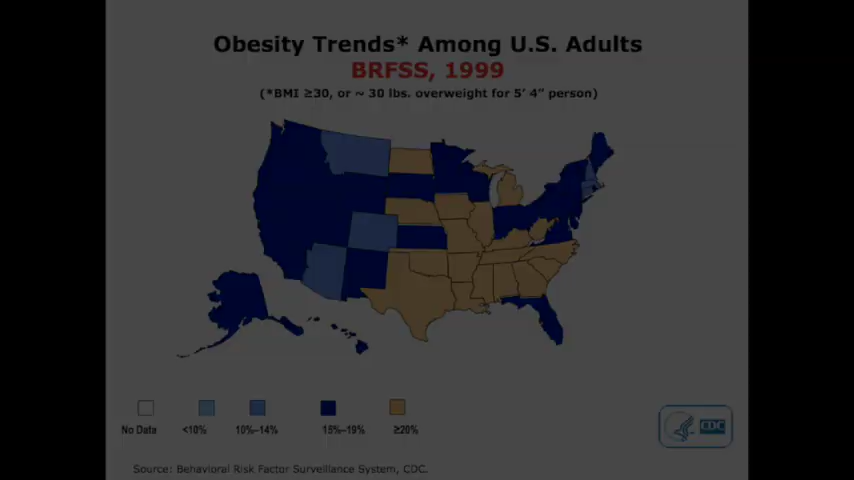 Obesity Trends* Among U.S. Adults
BRFSS, 1999
(*BMI ≥30, or ~ 30 lbs. overweight for 5’ 4” person)
No Data <10% 10%–14% 15%–19% ≥20%
CDC
Source: Behavioral Risk Factor Surveillance System, CDC.